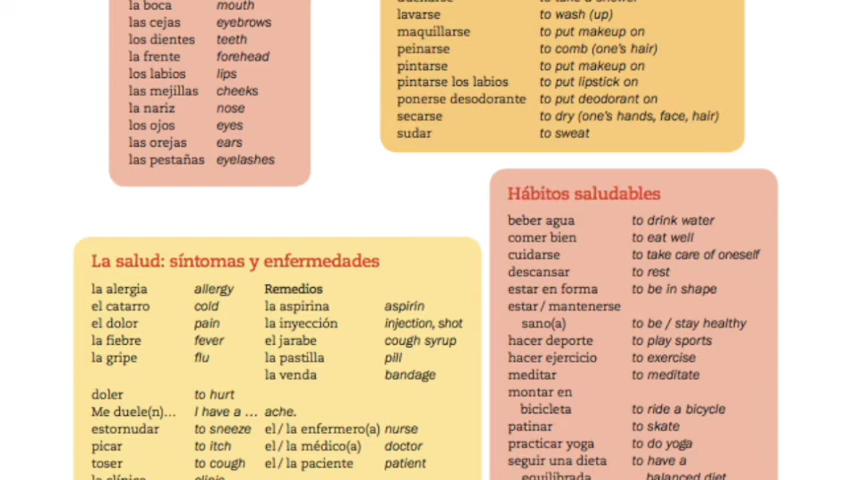 la boca mouth
las cejas eyebrows
los dientes teeth
la frente forehead
los labios lips
las mejillas cheeks
la nariz nose
los ojos eyes
las orejas ears
las pestañas eyelashes
lavarse to wash (up)
maquillarse to put makeup on
peinarse to comb (one's hair)
pintarse to put makeup on
pintarse los labios to put lipstick on
ponerse desodorante to put deodorant on
secarse to dry (one's hands, face, hair)
sudar to sweat
La salud: síntomas y enfermedades
la alergia allergy Remedios
el catarro cold la aspirina aspirin
el dolor pain la inyección injection, shot
la fiebre fever el jarabe cough syrup
la gripe flu la pastilla pill
la venda bandage
doler to hurt
Me duele(n)... I have a ... ache.
estornudar to sneeze el / la enfermero(a) nurse
picar to itch el / la médico(a) doctor
toser to cough el / la paciente patient
Hábitos saludables
beber agua to drink water
comer bien to eat well
cuidarse to take care of oneself
descansar to rest
estar en forma to be in shape
estar / mantenerse
sano(a) to be / stay healthy
hacer deporte to play sports
hacer ejercicio to exercise
meditar to meditate
montar en
bicicleta to ride a bicycle
patinar to skate
practicar yoga to do yoga
seguir una dieta to have a
equilibrada balanced diet